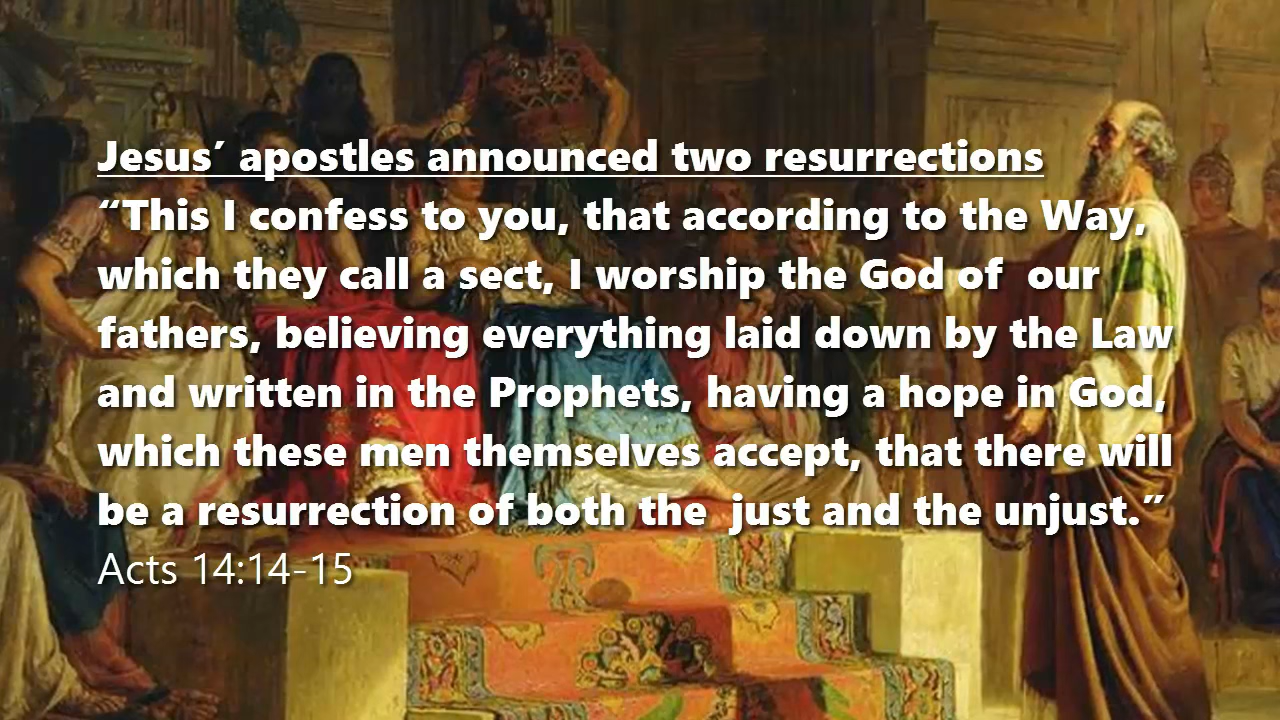 Jesus’ apostles announced two resurrections
“This I confess to you, that according to the Way,
which they call a sect, I worship the God of  our
fathers, believing everything laid down by the Law
and written in the Prophets, having a hope in God,
which these men themselves accept, that there will
be a resurrection of both the  just and the unjust.”
Acts 14:14-15